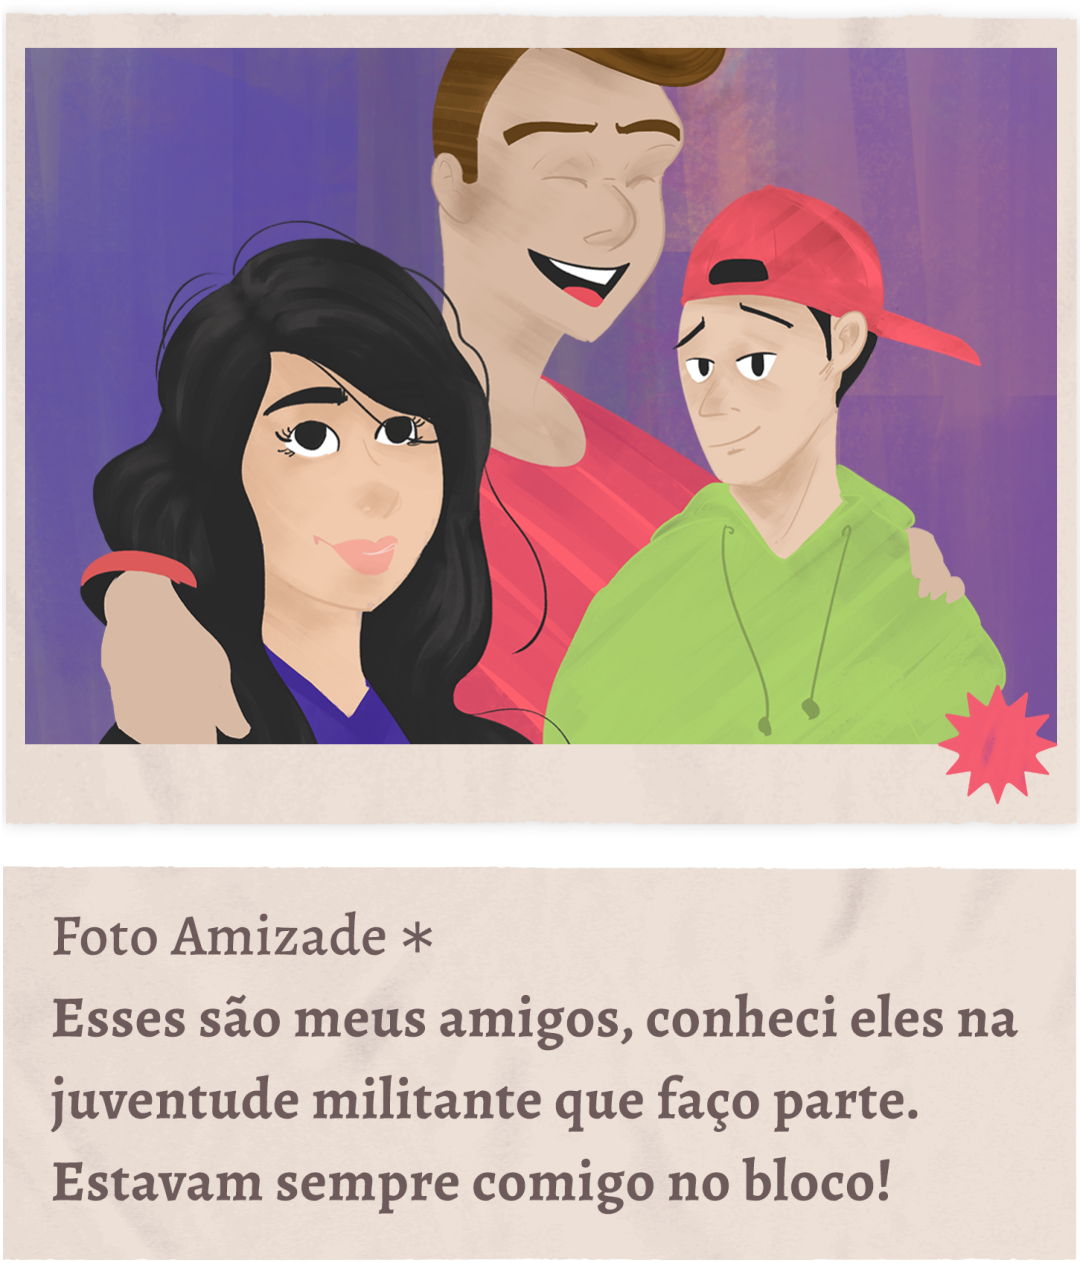 Foto Amizade *
Esses são meus amigos, conheci eles na
juventude militante que faço parte.
Estavam sempre comigo no bloco!